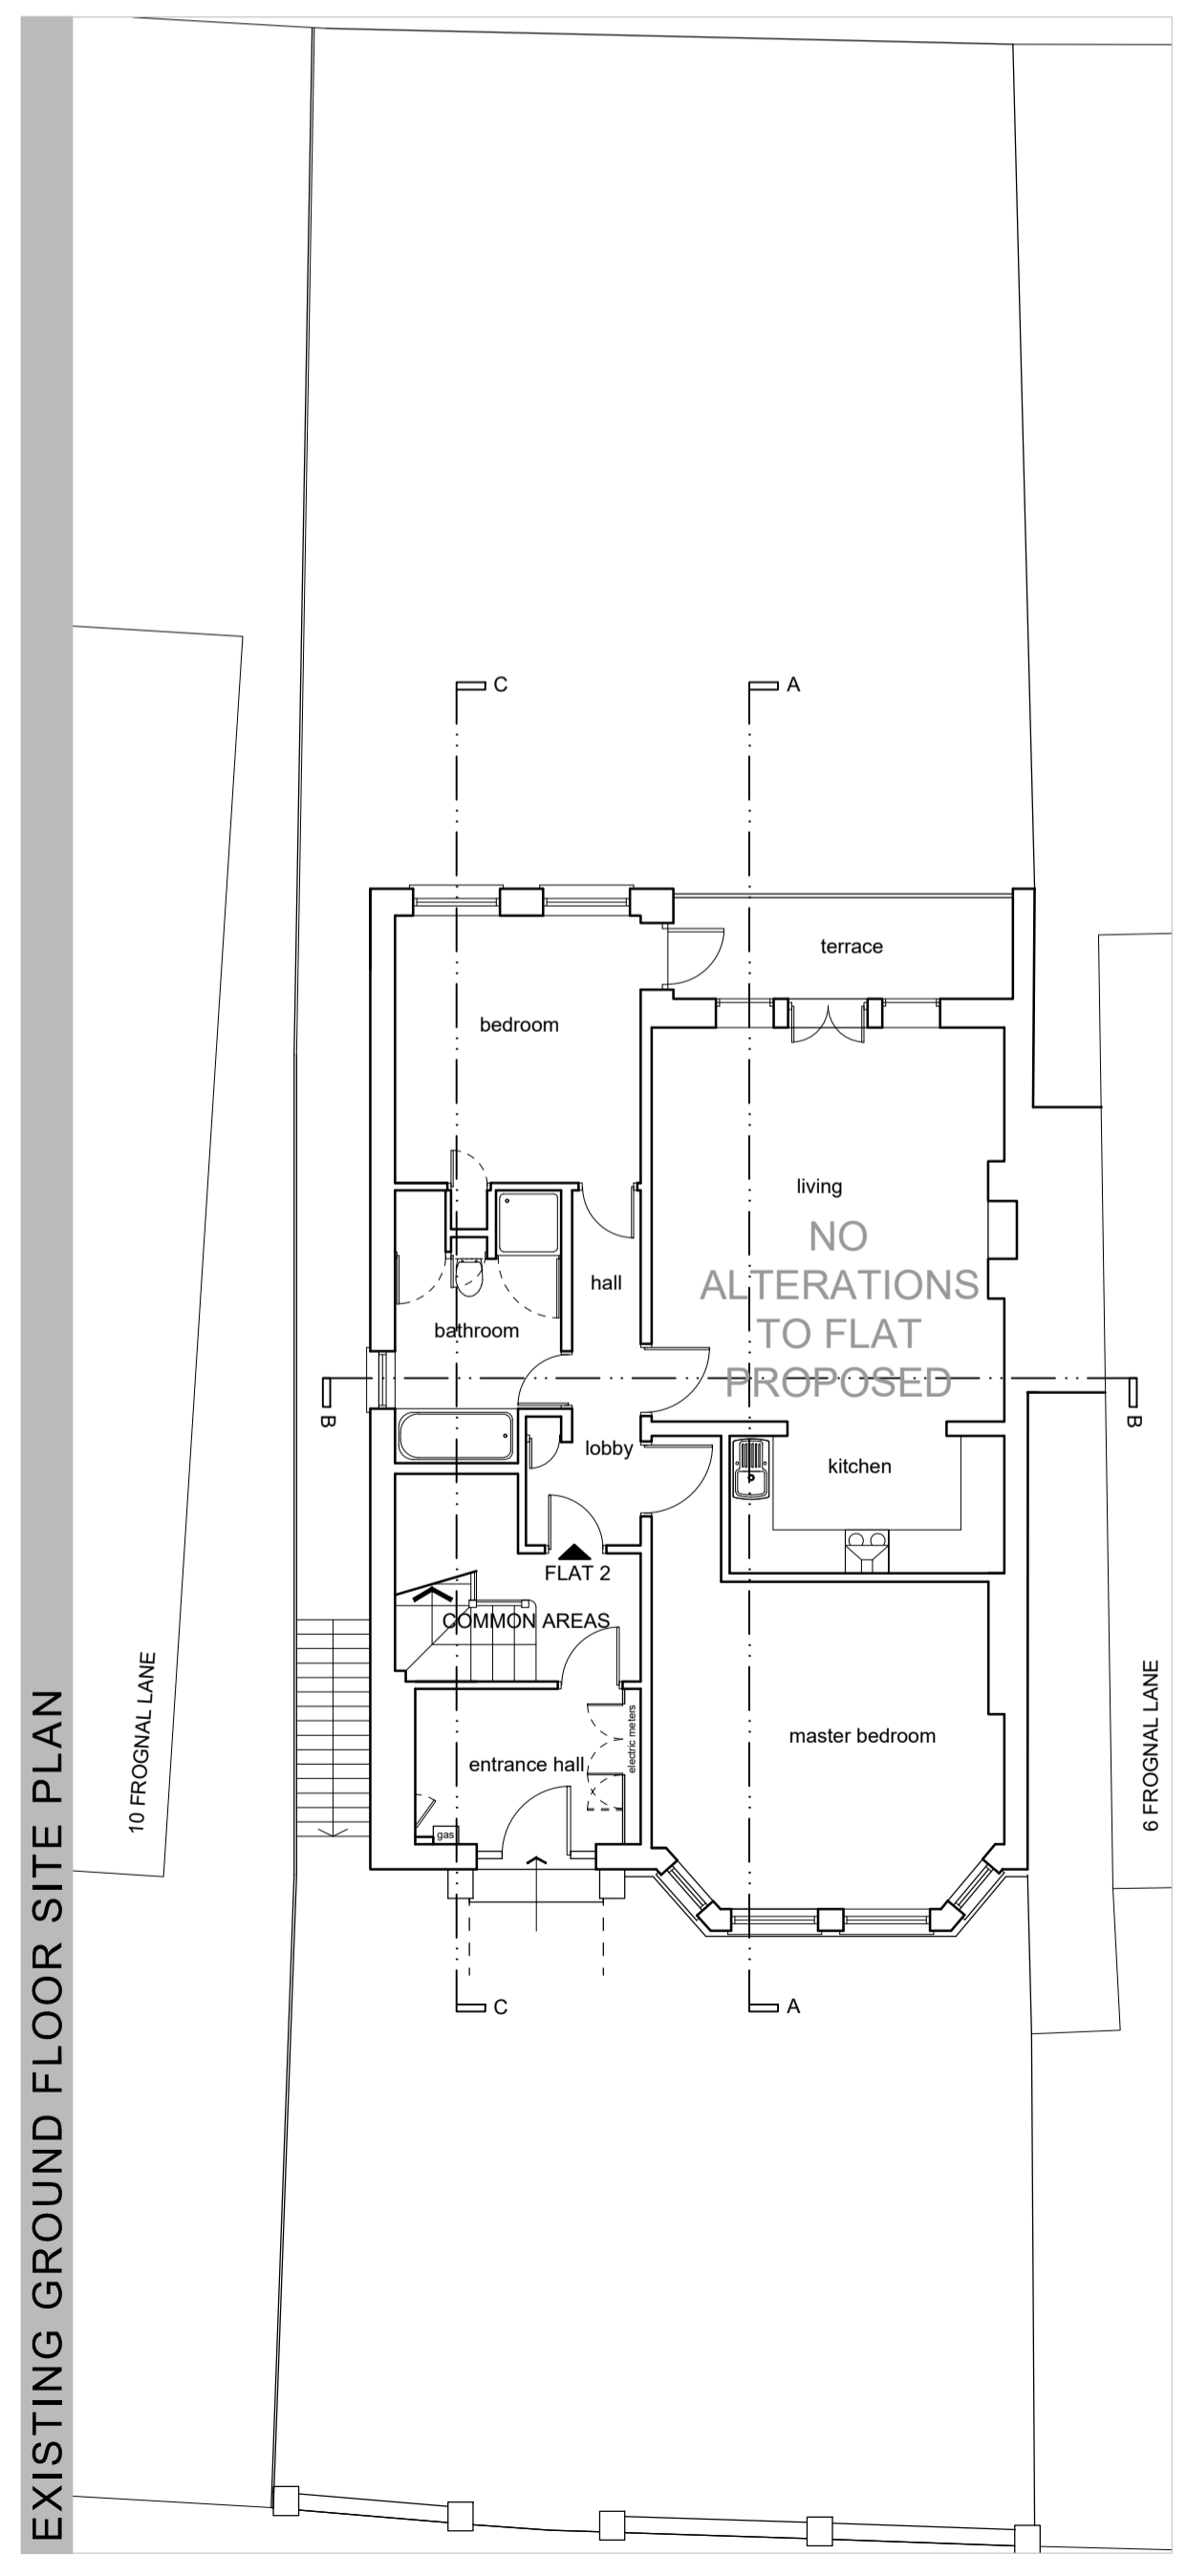 EXISTING GROUND FLOOR SITE PLAN
C
A
terrace
bedroom
living
NO
ALTERATIONS
TO FLAT
PROPOSED
hall
bathroom
B
B
lobby
kitchen
FLAT 2
COMMON AREAS
10 FROGNAL LANE
6 FROGNAL LANE
electric meters
master bedroom
entrance hall
x
gas
C
A